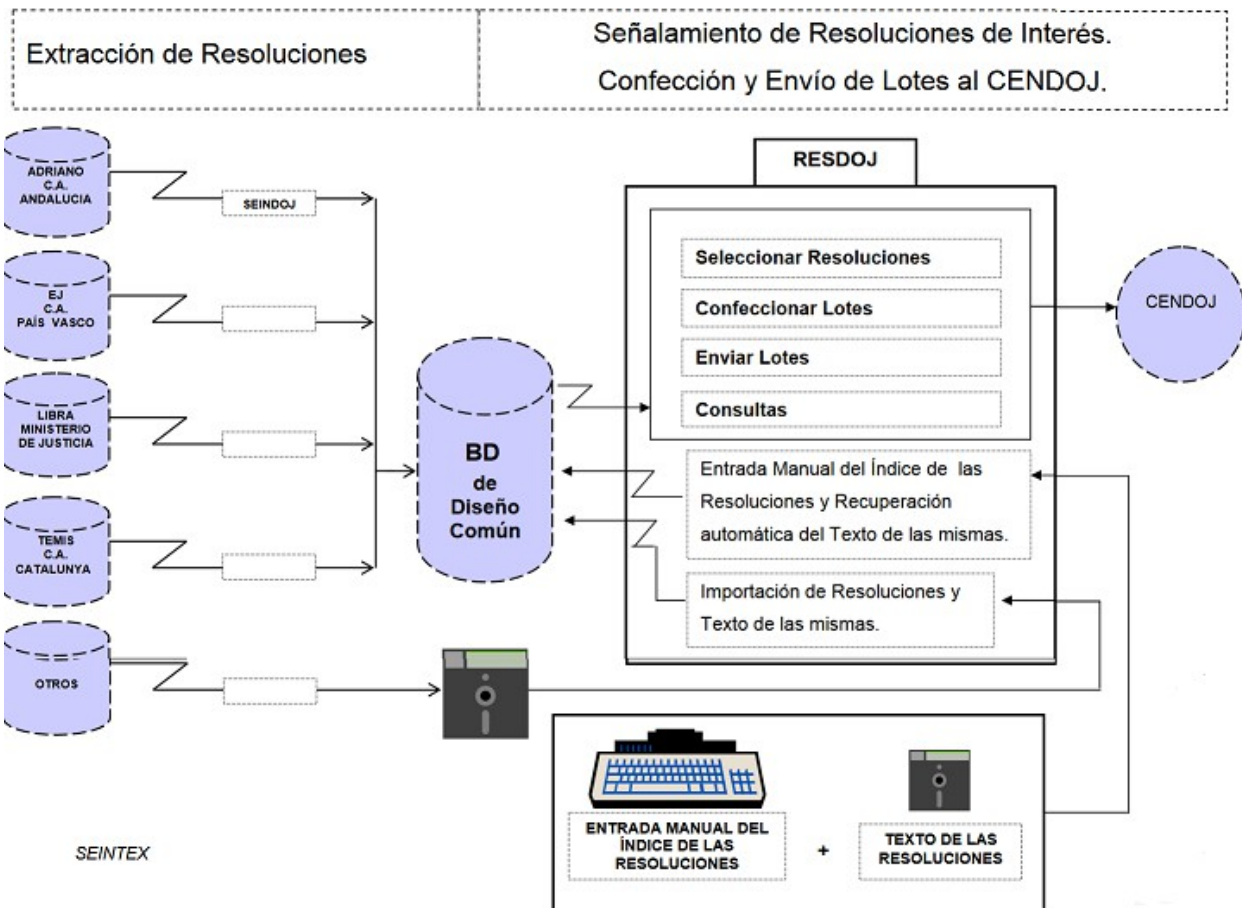 Extracción de Resoluciones
Señalamiento de Resoluciones de Interés.
Confección y Envío de Lotes al CENDOJ.
ADRIANO
C.A.
ANDALUCIA
SEINDOJ
EJ
C.A.
PAÍS VASCO
LIBRA
MINISTERIO
DE JUSTICIA
TEMIS
C.A.
CATALUNYA
OTROS
BD
de
Diseño
Común
RESDOJ
Seleccionar Resoluciones
Confeccionar Lotes
Enviar Lotes
Consultas
Entrada Manual del Índice de las
Resoluciones y Recuperación
automática del Texto de las mismas.
Importación de Resoluciones y
Texto de las mismas.
CENDOJ
ENTRADA MANUAL DEL
ÍNDICE DE LAS
RESOLUCIONES
+
TEXTO DE LAS
RESOLUCIONES
SEINTEX